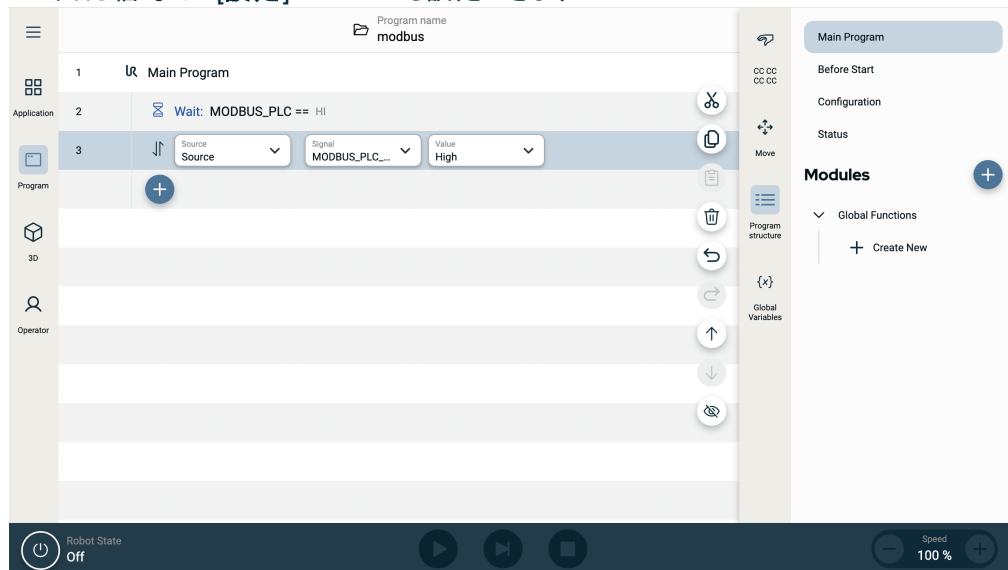 Program name
modbus
1 Main Program
2 Wait: MODBUS_PLC == HI
3 Source Source Signal MODBUS_PLC_... Value High
Application
Program
3D
Operator
CC CC
CC CC
Move
Program structure
{x}
Global Variables
Main Program
Before Start
Configuration
Status
Modules
Global Functions
Create New
Robot State
Off
Speed
100 %